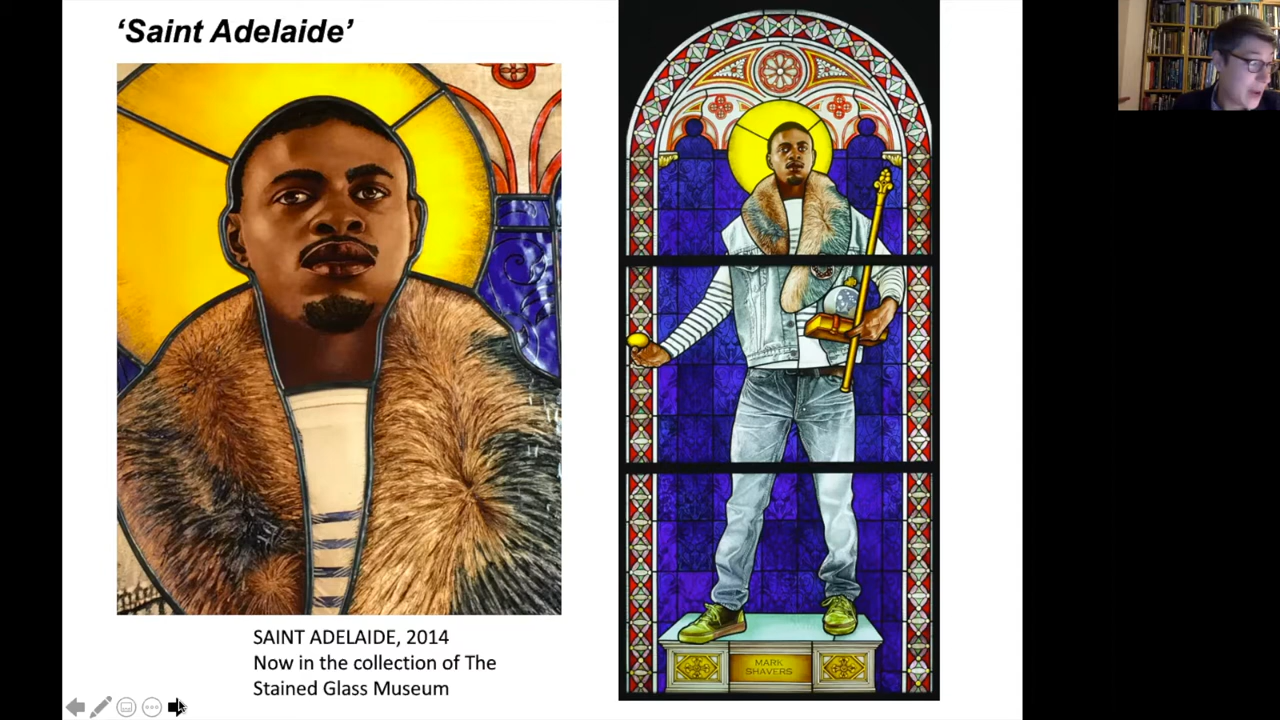 ‘Saint Adelaide’
SAINT ADELAIDE, 2014
Now in the collection of The
Stained Glass Museum
MARK
SHAVERS